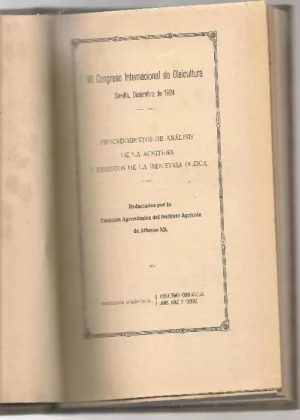 VII Congreso Internacional de Oleicultura
Sevilla, Diciembre de 1924
PROCEDIMIENTOS DE ANÁLISIS
DE LA ACEITUNA
Y RESIDUOS DE LA INDUSTRIA OLEICA
Redactados por la
Estación Agronómica del Instituto Agrícola
de Alfonso XII.